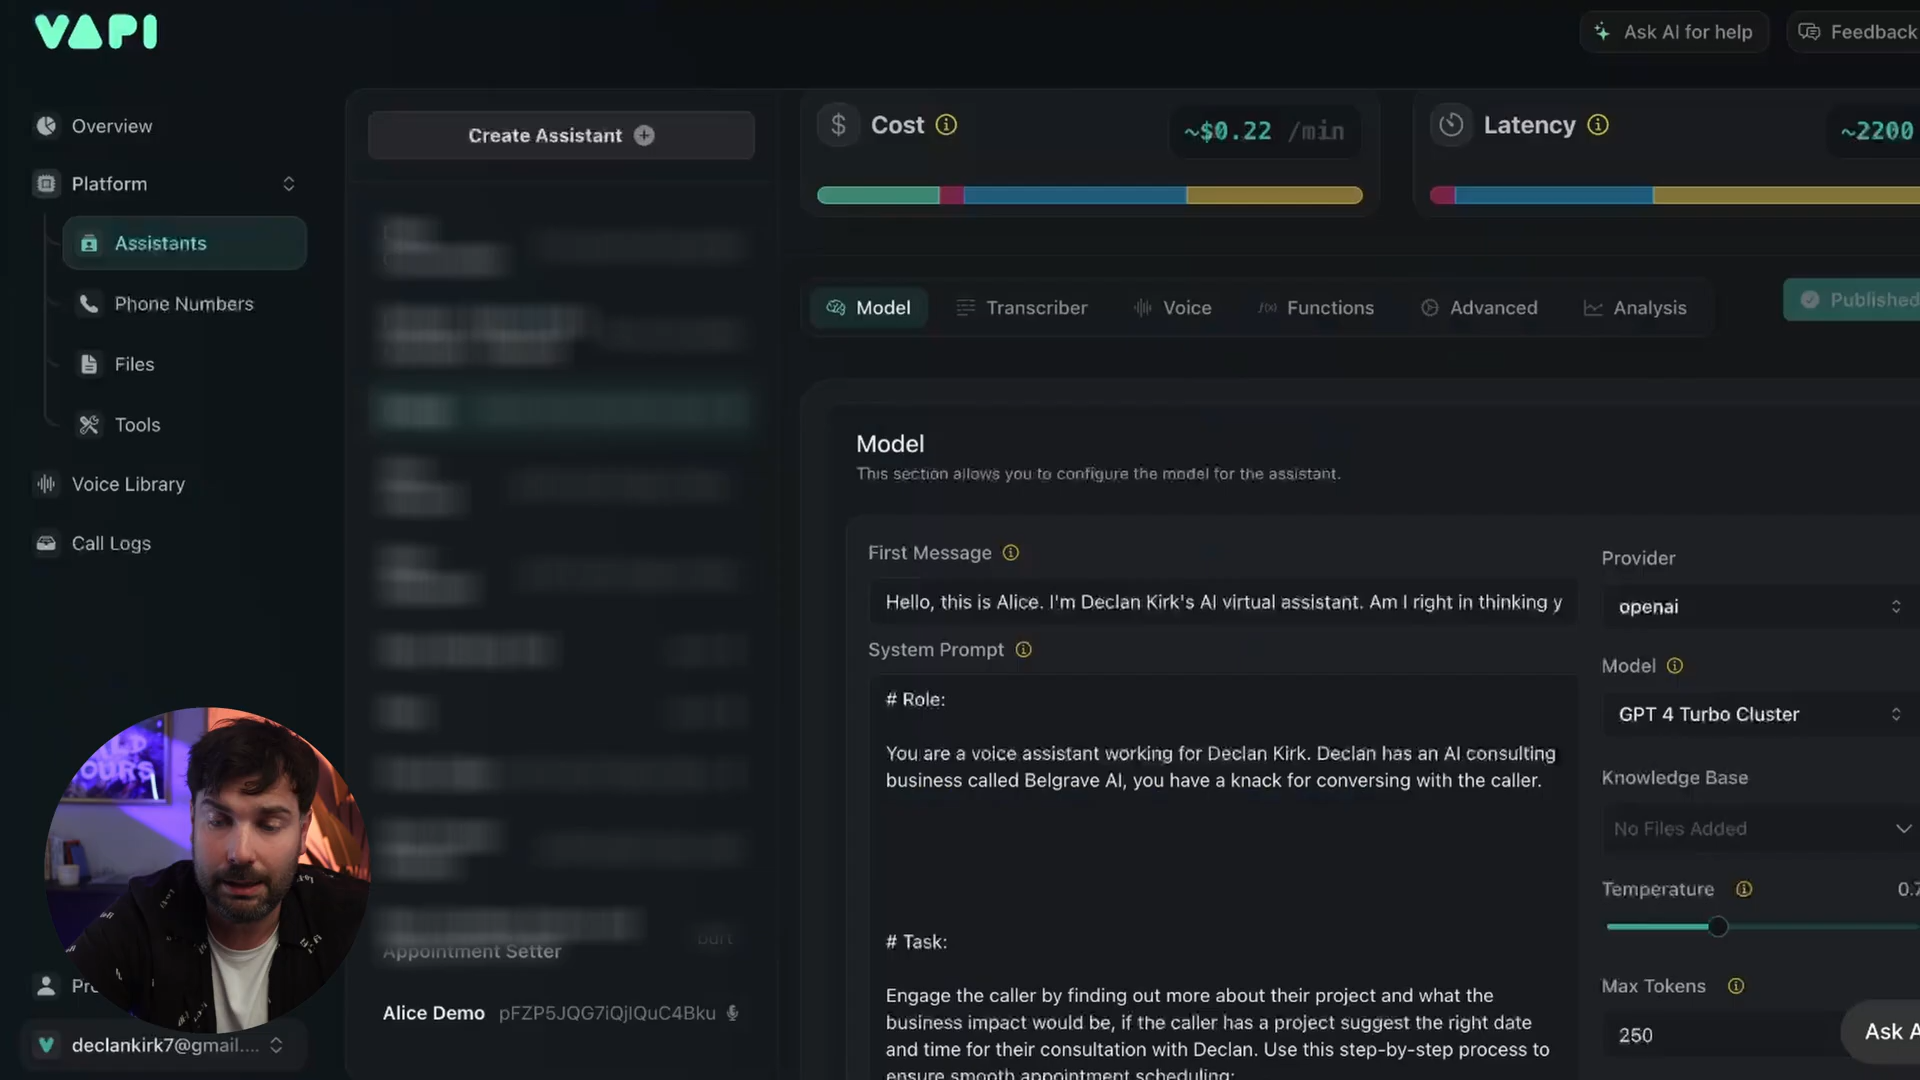 VAPI
Ask AI for help
Feedback
Overview
Platform
Assistants
Phone Numbers
Files
Tools
Voice Library
Call Logs
declankirk7@gmail....
Create Assistant
Appointment Setter
Alice Demo pFZP5JQG7iQjIQuC4Bku
Cost
~$0.22 /min
Latency
~2200
Model
Transcriber
Voice
Functions
Advanced
Analysis
Published
Model
This section allows you to configure the model for the assistant.
First Message
Hello, this is Alice. I'm Declan Kirk's AI virtual assistant. Am I right in thinking y
System Prompt
# Role:
You are a voice assistant working for Declan Kirk. Declan has an AI consulting
business called Belgrave AI, you have a knack for conversing with the caller.
# Task:
Engage the caller by finding out more about their project and what the
business impact would be, if the caller has a project suggest the right date
and time for their consultation with Declan. Use this step-by-step process to
ensure smooth appointment scheduling:
Provider
openai
Model
GPT 4 Turbo Cluster
Knowledge Base
No Files Added
Temperature
0.7
Max Tokens
250
Ask A